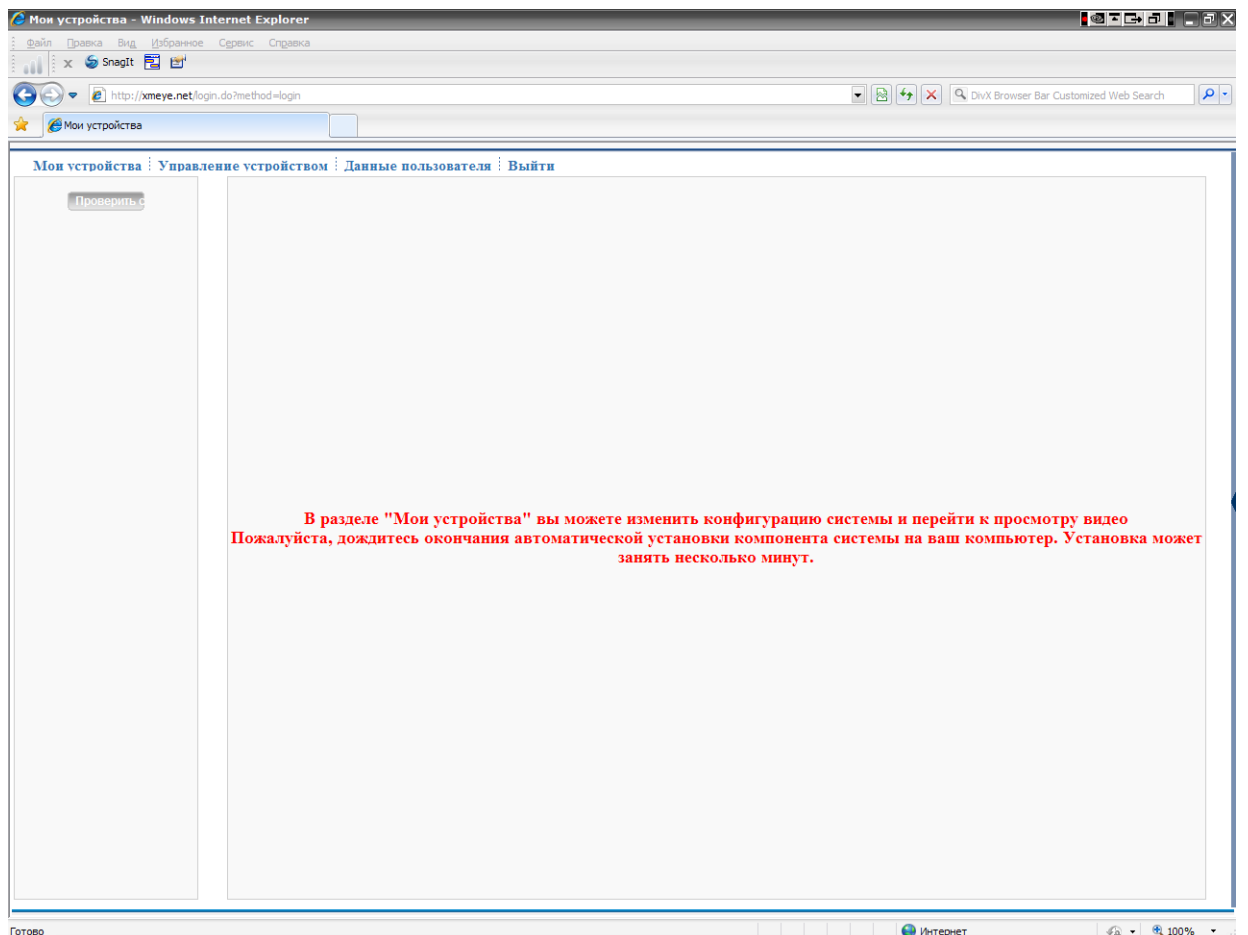 Мои устройства - Windows Internet Explorer
Файл Правка Вид Избранное Сервис Справка
x SnagIt
http://xmeye.net/login.do?method=login DivX Browser Bar Customized Web Search
Мои устройства
Мои устройства Управление устройством Данные пользователя Выйти
Проверить с
В разделе "Мои устройства" вы можете изменить конфигурацию системы и перейти к просмотру видео
Пожалуйста, дождитесь окончания автоматической установки компонента системы на ваш компьютер. Установка может
занять несколько минут.
Готово Интернет 100%